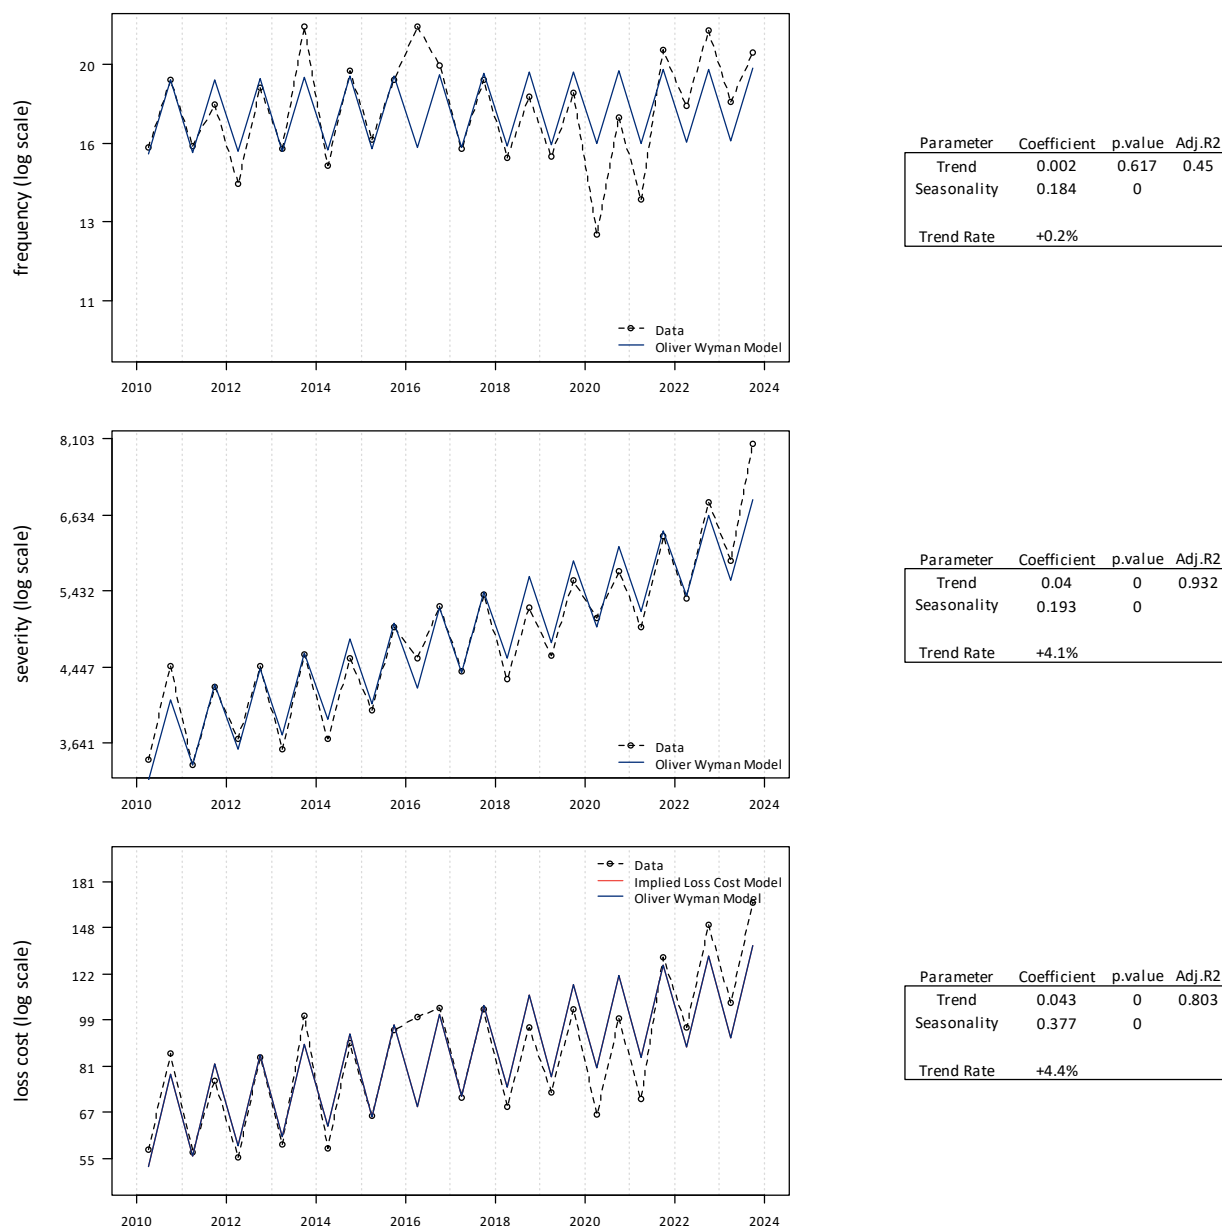 frequency (log scale)
20
16
13
11
Data
Oliver Wyman Model
2010 2012 2014 2016 2018 2020 2022 2024
Parameter Coefficient p.value Adj.R2
Trend 0.002 0.617 0.45
Seasonality 0.184 0
Trend Rate +0.2%
severity (log scale)
8,103
6,634
5,432
4,447
3,641
Data
Oliver Wyman Model
2010 2012 2014 2016 2018 2020 2022 2024
Parameter Coefficient p.value Adj.R2
Trend 0.04 0 0.932
Seasonality 0.193 0
Trend Rate +4.1%
loss cost (log scale)
181
148
122
99
81
67
55
Data
Implied Loss Cost Model
Oliver Wyman Model
2010 2012 2014 2016 2018 2020 2022 2024
Parameter Coefficient p.value Adj.R2
Trend 0.043 0 0.803
Seasonality 0.377 0
Trend Rate +4.4%